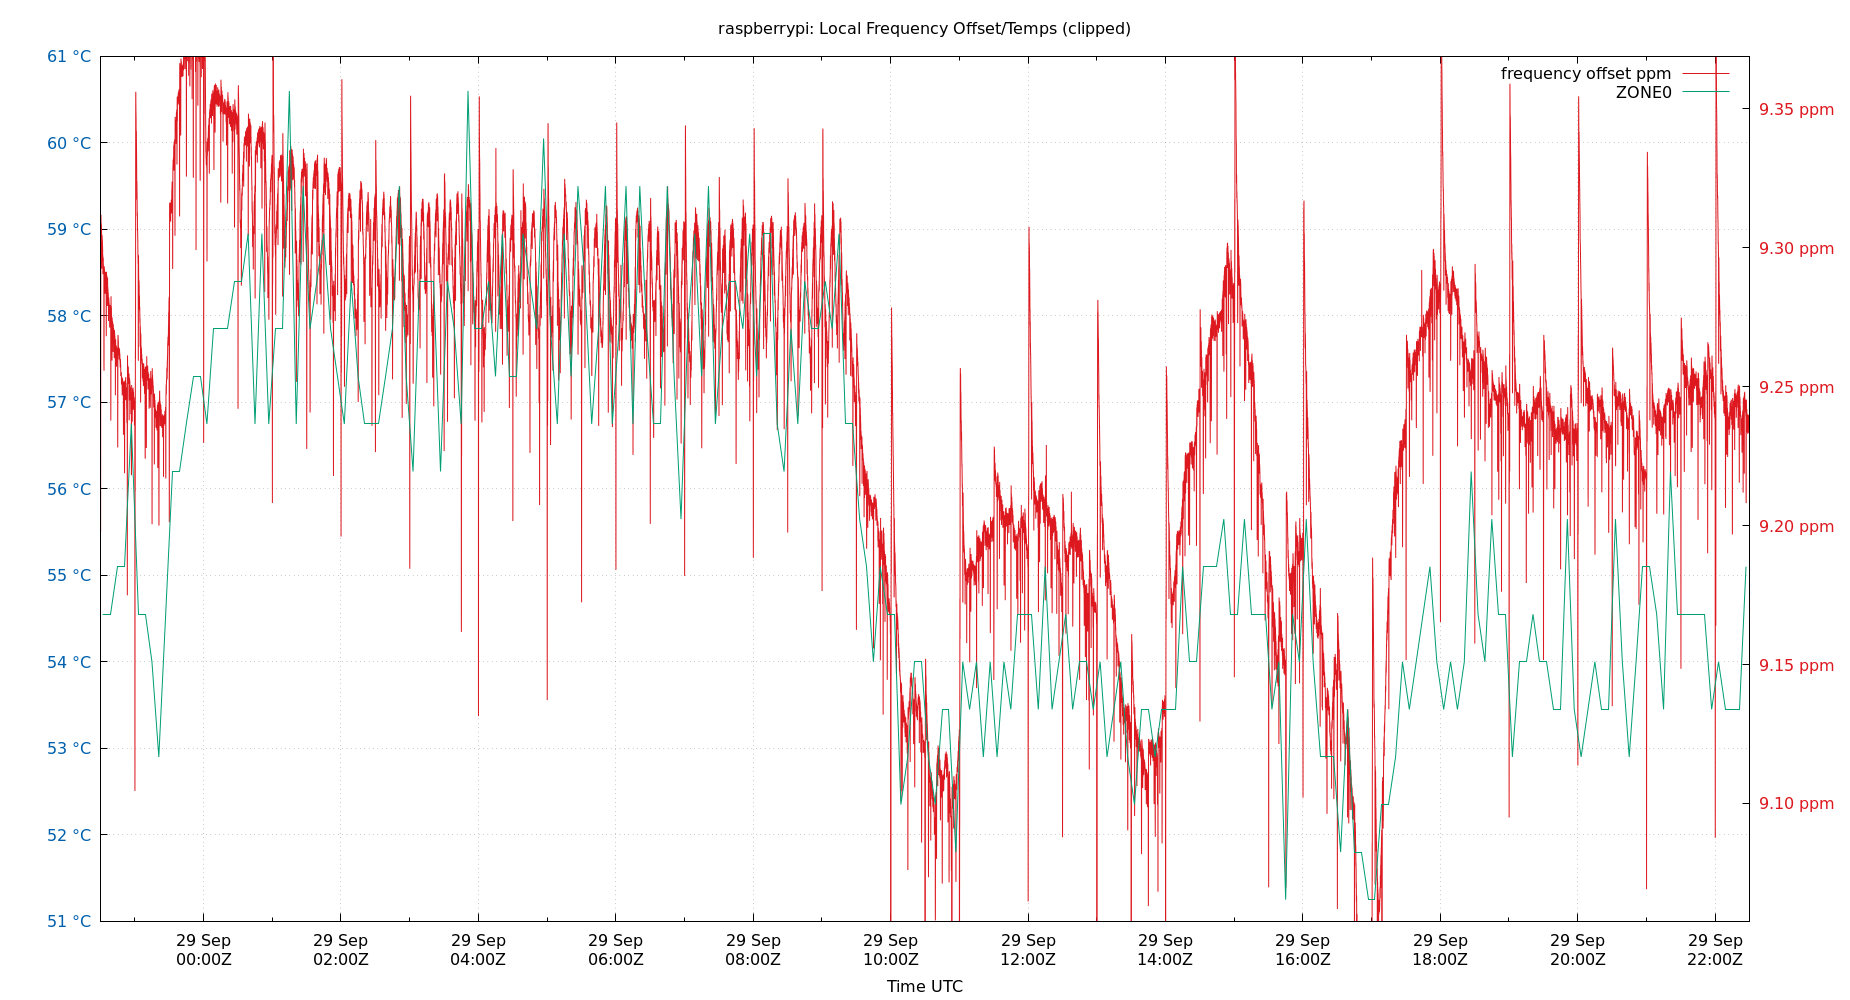 raspberrypi: Local Frequency Offset/Temps (clipped)
61 °C
60 °C
59 °C
58 °C
57 °C
56 °C
55 °C
54 °C
53 °C
52 °C
51 °C
frequency offset ppm
ZONE0
9.35 ppm
9.30 ppm
9.25 ppm
9.20 ppm
9.15 ppm
9.10 ppm
29 Sep 29 Sep 29 Sep 29 Sep 29 Sep 29 Sep 29 Sep 29 Sep 29 Sep 29 Sep 29 Sep 29 Sep
00:00Z 02:00Z 04:00Z 06:00Z 08:00Z 10:00Z 12:00Z 14:00Z 16:00Z 18:00Z 20:00Z 22:00Z
Time UTC